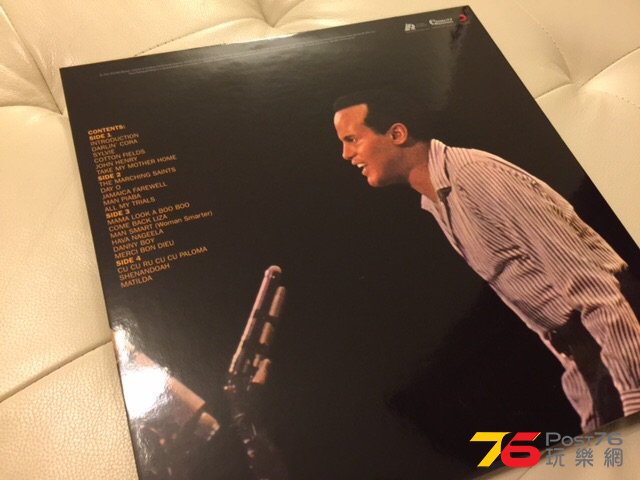 CONTENTS:
SIDE 1
INTRODUCTION
DARLIN' CORA
SYLVIE
COTTON FIELDS
JOHN HENRY
TAKE MY MOTHER HOME
SIDE 2
THE MARCHING SAINTS
DAY O
JAMAICA FAREWELL
MAN PIABA
ALL MY TRIALS
SIDE 3
MAMA LOOK A BOO BOO
COME BACK LIZA
MAN SMART (Woman Smarter)
HAVA NAGEELA
DANNY BOY
MERCI BON DIEU
SIDE 4
CU CU RU CU CU PALOMA
SHENANDOAH
MATILDA
76 Post76
玩樂網